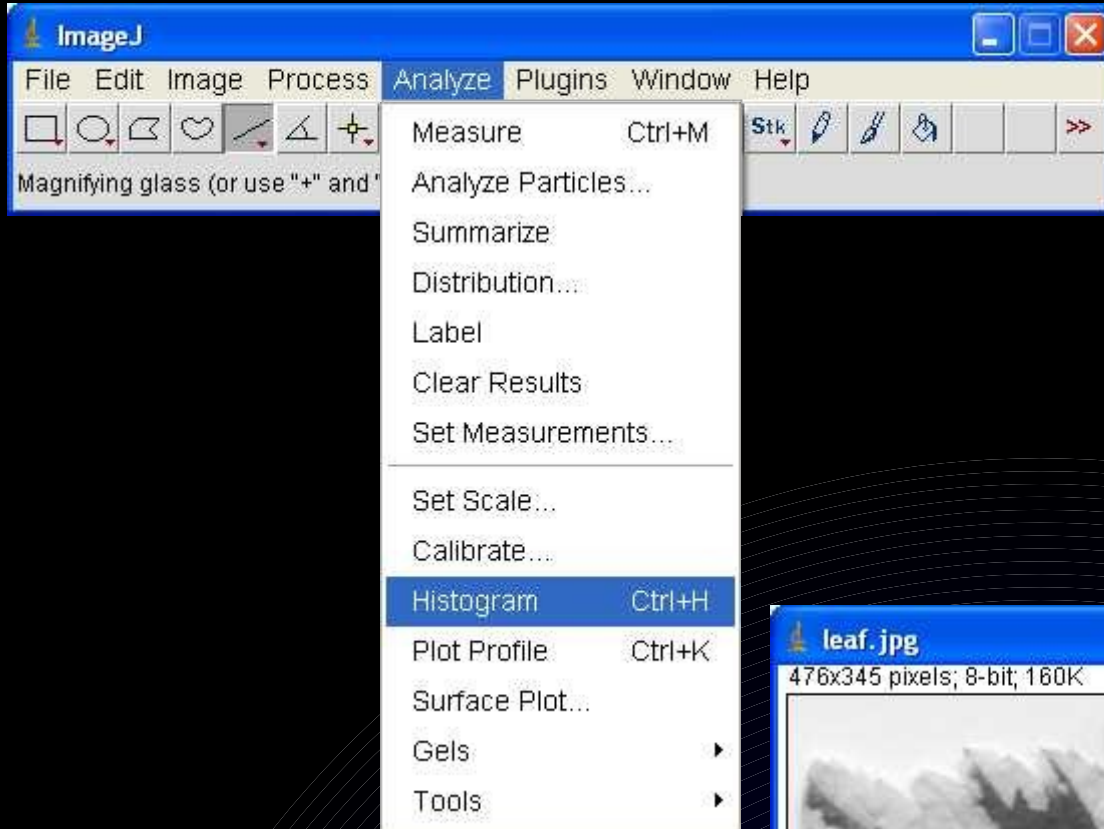 ImageJ
File Edit Image Process Analyze Plugins Window Help
Stk >>
Magnifying glass (or use "+" and "
Measure Ctrl+M
Analyze Particles...
Summarize
Distribution...
Label
Clear Results
Set Measurements...
Set Scale...
Calibrate...
Histogram Ctrl+H
Plot Profile Ctrl+K
Surface Plot...
Gels
Tools
leaf.jpg
476x345 pixels; 8-bit; 160K